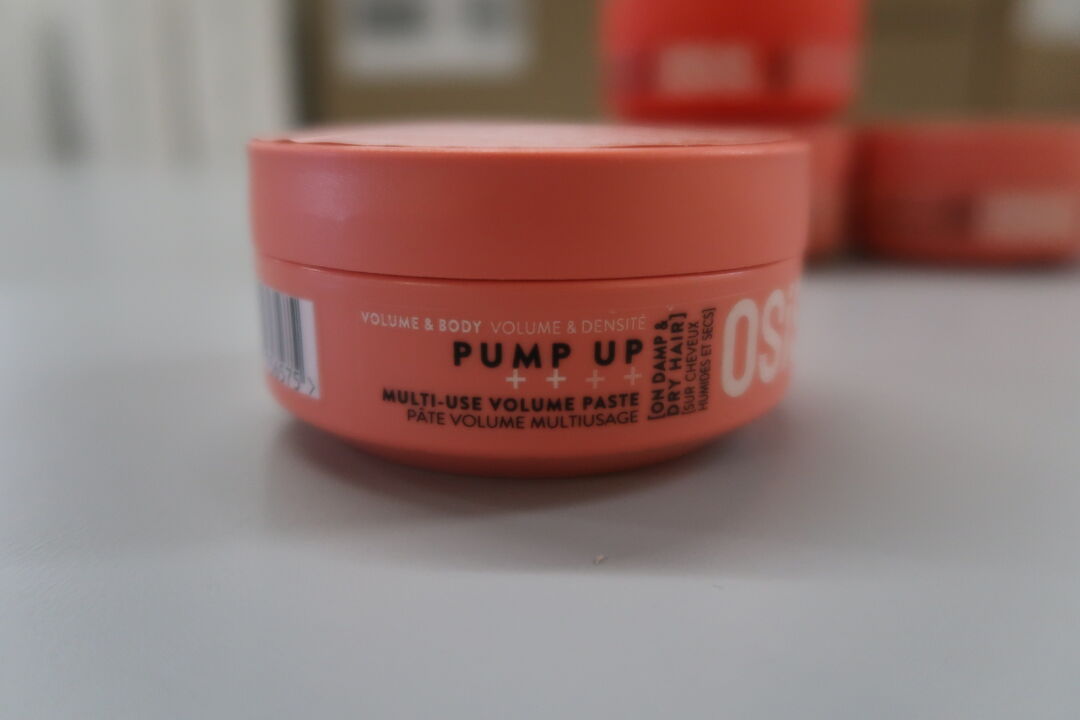 VOLUME & BODY VOLUME & DENSITÉ
PUMP UP
++++
MULTI-USE VOLUME PASTE
PÂTE VOLUME MULTIUSAGE
[ON DAMP &
DRY HAIR]
[SUR CHEVEUX
HUMIDES ET SECS]
OSiS